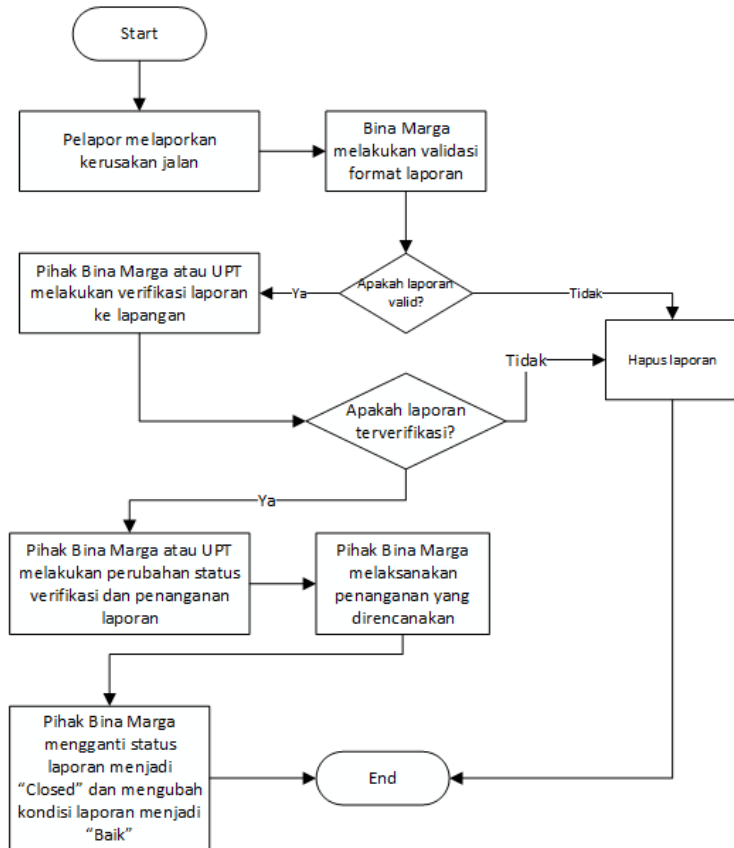 Start
Pelapor melaporkan
kerusakan jalan
Bina Marga
melakukan validasi
format laporan
Apakah laporan
valid?
Ya
Tidak
Pihak Bina Marga atau UPT
melakukan verifikasi laporan
ke lapangan
Hapus laporan
Tidak
Apakah laporan
terverifikasi?
Ya
Pihak Bina Marga atau UPT
melakukan perubahan status
verifikasi dan penanganan
laporan
Pihak Bina Marga
melaksanakan
penanganan yang
direncanakan
Pihak Bina Marga
mengganti status
laporan menjadi
“Closed” dan mengubah
kondisi laporan menjadi
“Baik”
End